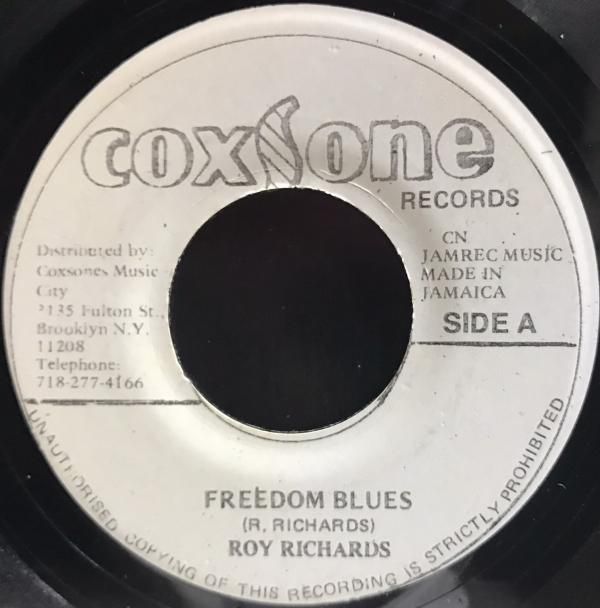 coxsone
RECORDS
Distributed by:
Coxsones Music
City
3135 Fulton St.,
Brooklyn N.Y.
11208
Telephone:
718-277-4166
CN
JAMREC MUSIC
MADE IN
JAMAICA
SIDE A
FREEDOM BLUES
(R. RICHARDS)
ROY RICHARDS
UNAUTHORISED COPYING OF THIS RECORDING IS STRICTLY PROHIBITED